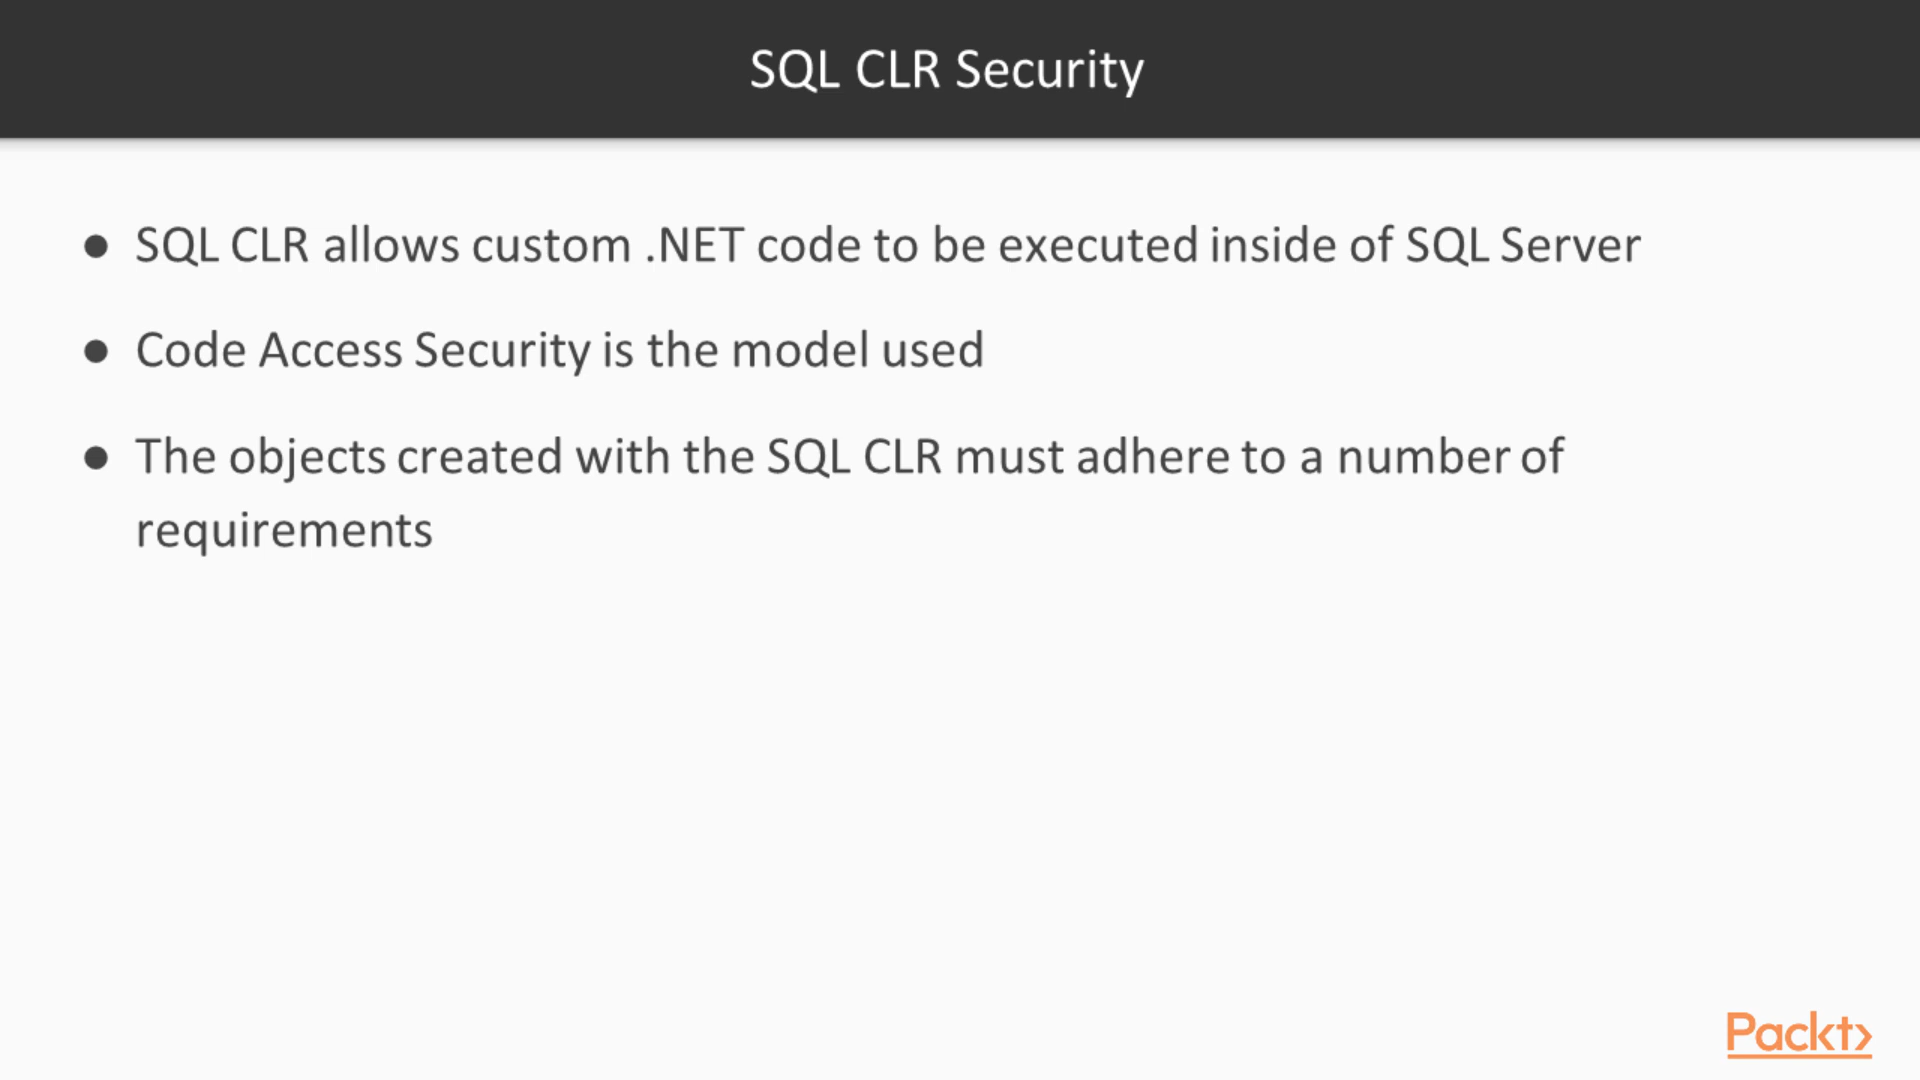 SQL CLR Security
● SQL CLR allows custom .NET code to be executed inside of SQL Server
● Code Access Security is the model used
● The objects created with the SQL CLR must adhere to a number of
requirements
Packt>